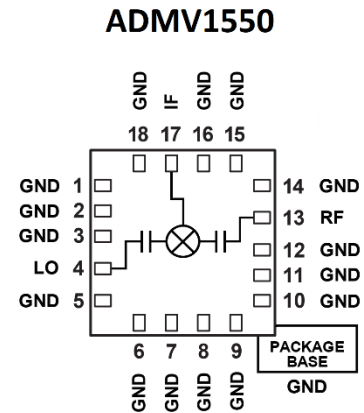 ADMV1550
GND IF GND GND
18 17 16 15
GND 1
GND 2
GND 3
LO 4
GND 5
14 GND
13 RF
12 GND
11 GND
10 GND
6 7 8 9
GND GND GND GND
PACKAGE
BASE
GND